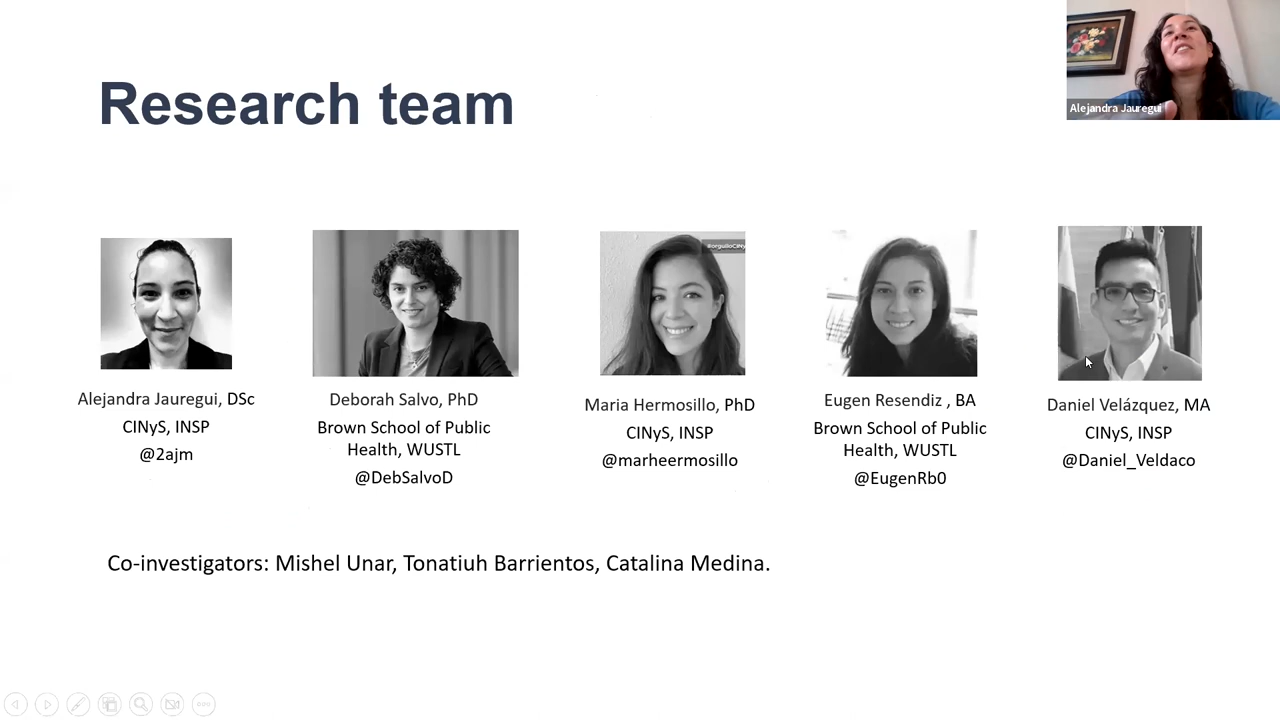 Research team
Alejandra Jauregui
#orgulloCINy
Alejandra Jauregui, DSc
CINyS, INSP
@2ajm
Deborah Salvo, PhD
Brown School of Public
Health, WUSTL
@DebSalvoD
Maria Hermosillo, PhD
CINyS, INSP
@marheermosillo
Eugen Resendiz , BA
Brown School of Public
Health, WUSTL
@EugenRb0
Daniel Velázquez, MA
CINyS, INSP
@Daniel_Veldaco
Co-investigators: Mishel Unar, Tonatiuh Barrientos, Catalina Medina.